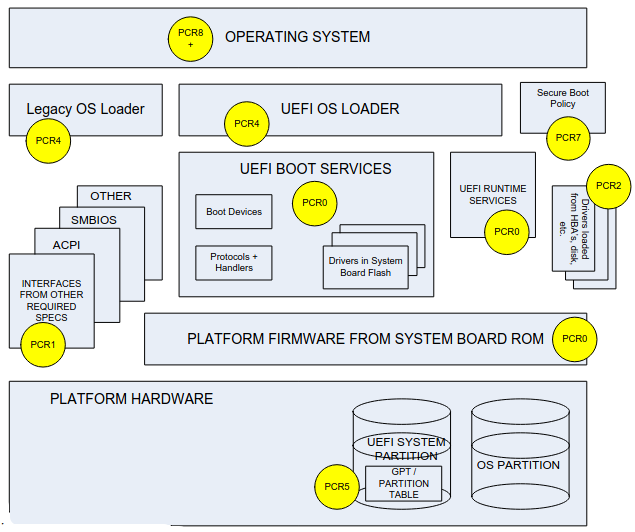 PCR8
+
OPERATING SYSTEM
Legacy OS Loader
PCR4
UEFI OS LOADER
PCR4
Secure Boot
Policy
PCR7
UEFI BOOT SERVICES
Boot Devices
PCR0
Protocols +
Handlers
Drivers in System
Board Flash
UEFI RUNTIME
SERVICES
PCR0
PCR2
Drivers loaded
from HBA's, disk,
etc.
OTHER
SMBIOS
ACPI
INTERFACES
FROM OTHER
REQUIRED
SPECS
PCR1
PLATFORM FIRMWARE FROM SYSTEM BOARD ROM
PCR0
PLATFORM HARDWARE
UEFI SYSTEM
PARTITION
GPT /
PARTITION
TABLE
PCR5
OS PARTITION